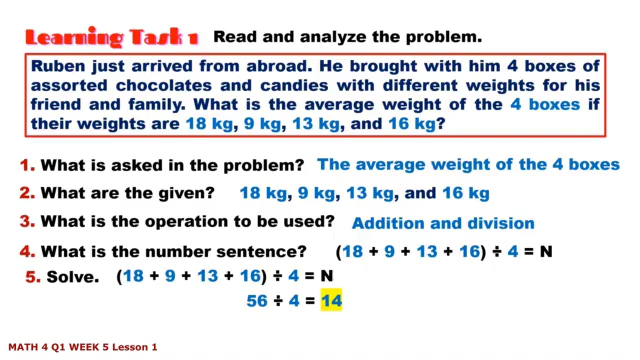 Learning Task 1 Read and analyze the problem.
Ruben just arrived from abroad. He brought with him 4 boxes of
assorted chocolates and candies with different weights for his
friend and family. What is the average weight of the 4 boxes if
their weights are 18 kg, 9 kg, 13 kg, and 16 kg?
1. What is asked in the problem? The average weight of the 4 boxes
2. What are the given? 18 kg, 9 kg, 13 kg, and 16 kg
3. What is the operation to be used? Addition and division
4. What is the number sentence? (18 + 9 + 13 + 16) ÷ 4 = N
5. Solve. (18 + 9 + 13 + 16) ÷ 4 = N
56 ÷ 4 = 14
MATH 4 Q1 WEEK 5 Lesson 1